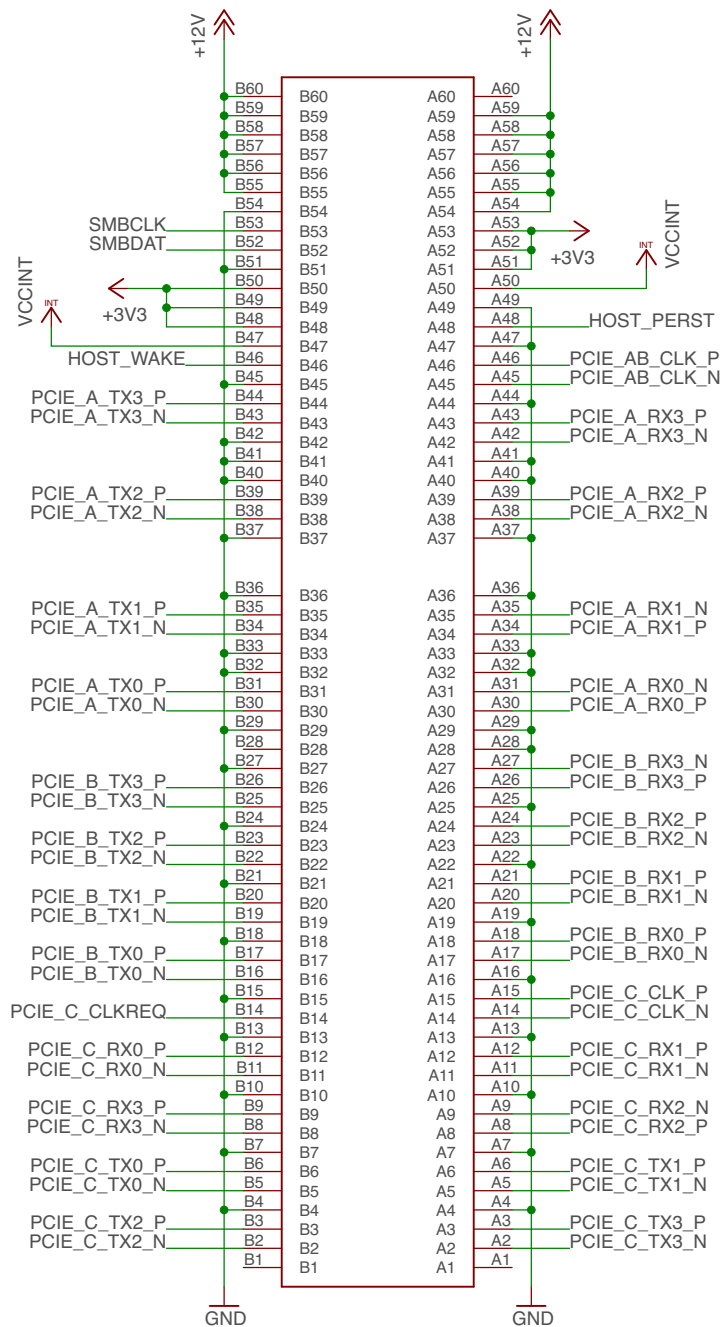 +12V +12V
B60 B60 A60 A60
B59 B59 A59 A59
B58 B58 A58 A58
B57 B57 A57 A57
B56 B56 A56 A56
B55 B55 A55 A55
B54 B54 A54 A54
SMBCLK B53 B53 A53 A53
SMBDAT B52 B52 A52 A52 +3V3 INT VCCINT
B51 B51 A51 A51
B50 B50 A50 A50
VCCINT INT +3V3 B49 B49 A49 A49
B48 B48 A48 A48 HOST_PERST
B47 B47 A47 A47
HOST_WAKE B46 B46 A46 A46 PCIE_AB_CLK_P
B45 B45 A45 A45 PCIE_AB_CLK_N
PCIE_A_TX3_P B44 B44 A44 A44
PCIE_A_TX3_N B43 B43 A43 A43 PCIE_A_RX3_P
B42 B42 A42 A42 PCIE_A_RX3_N
B41 B41 A41 A41
B40 B40 A40 A40
PCIE_A_TX2_P B39 B39 A39 A39 PCIE_A_RX2_P
PCIE_A_TX2_N B38 B38 A38 A38 PCIE_A_RX2_N
B37 B37 A37 A37
B36 B36 A36 A36
PCIE_A_TX1_P B35 B35 A35 A35 PCIE_A_RX1_N
PCIE_A_TX1_N B34 B34 A34 A34 PCIE_A_RX1_P
B33 B33 A33 A33
B32 B32 A32 A32
PCIE_A_TX0_P B31 B31 A31 A31 PCIE_A_RX0_N
PCIE_A_TX0_N B30 B30 A30 A30 PCIE_A_RX0_P
B29 B29 A29 A29
B28 B28 A28 A28
B27 B27 A27 A27 PCIE_B_RX3_N
PCIE_B_TX3_P B26 B26 A26 A26 PCIE_B_RX3_P
PCIE_B_TX3_N B25 B25 A25 A25
B24 B24 A24 A24 PCIE_B_RX2_P
PCIE_B_TX2_P B23 B23 A23 A23 PCIE_B_RX2_N
PCIE_B_TX2_N B22 B22 A22 A22
B21 B21 A21 A21 PCIE_B_RX1_P
PCIE_B_TX1_P B20 B20 A20 A20 PCIE_B_RX1_N
PCIE_B_TX1_N B19 B19 A19 A19
B18 B18 A18 A18 PCIE_B_RX0_P
PCIE_B_TX0_P B17 B17 A17 A17 PCIE_B_RX0_N
PCIE_B_TX0_N B16 B16 A16 A16
B15 B15 A15 A15 PCIE_C_CLK_P
PCIE_C_CLKREQ B14 B14 A14 A14 PCIE_C_CLK_N
B13 B13 A13 A13
PCIE_C_RX0_P B12 B12 A12 A12 PCIE_C_RX1_P
PCIE_C_RX0_N B11 B11 A11 A11 PCIE_C_RX1_N
B10 B10 A10 A10
PCIE_C_RX3_P B9 B9 A9 A9 PCIE_C_RX2_N
PCIE_C_RX3_N B8 B8 A8 A8 PCIE_C_RX2_P
B7 B7 A7 A7
PCIE_C_TX0_P B6 B6 A6 A6 PCIE_C_TX1_P
PCIE_C_TX0_N B5 B5 A5 A5 PCIE_C_TX1_N
B4 B4 A4 A4
PCIE_C_TX2_P B3 B3 A3 A3 PCIE_C_TX3_P
PCIE_C_TX2_N B2 B2 A2 A2 PCIE_C_TX3_N
B1 B1 A1 A1
GND GND